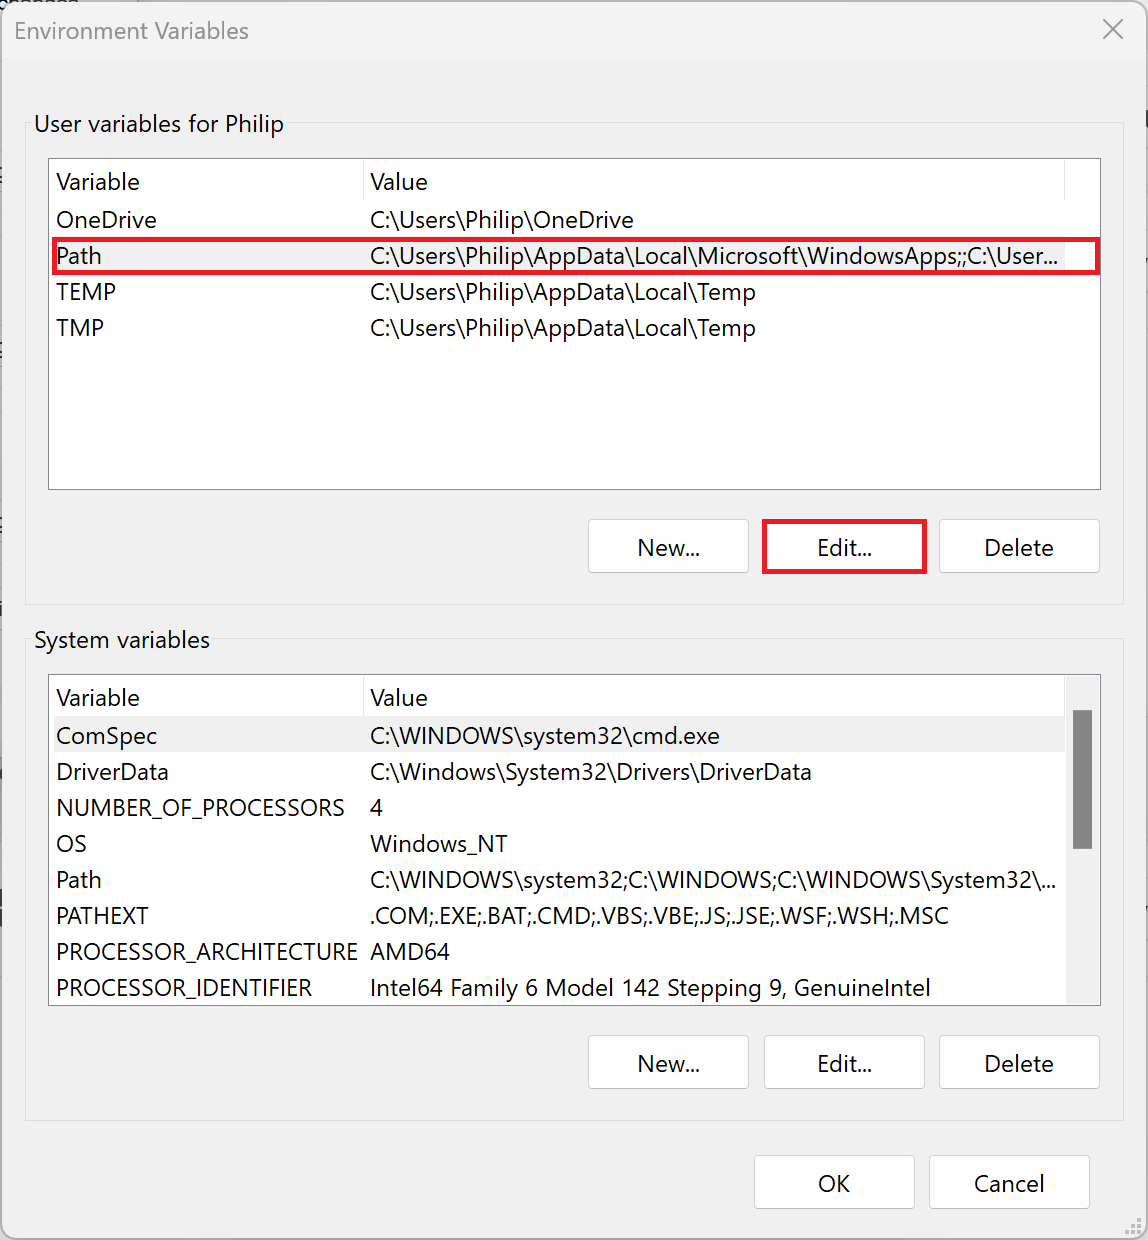 Environment Variables
User variables for Philip
Variable Value
OneDrive C:\Users\Philip\OneDrive
Path C:\Users\Philip\AppData\Local\Microsoft\WindowsApps;;C:\User...
TEMP C:\Users\Philip\AppData\Local\Temp
TMP C:\Users\Philip\AppData\Local\Temp
New... Edit... Delete
System variables
Variable Value
ComSpec C:\WINDOWS\system32\cmd.exe
DriverData C:\Windows\System32\Drivers\DriverData
NUMBER_OF_PROCESSORS 4
OS Windows_NT
Path C:\WINDOWS\system32;C:\WINDOWS;C:\WINDOWS\System32\...
PATHEXT .COM;.EXE;.BAT;.CMD;.VBS;.VBE;.JS;.JSE;.WSF;.WSH;.MSC
PROCESSOR_ARCHITECTURE AMD64
PROCESSOR_IDENTIFIER Intel64 Family 6 Model 142 Stepping 9, GenuineIntel
New... Edit... Delete
OK Cancel